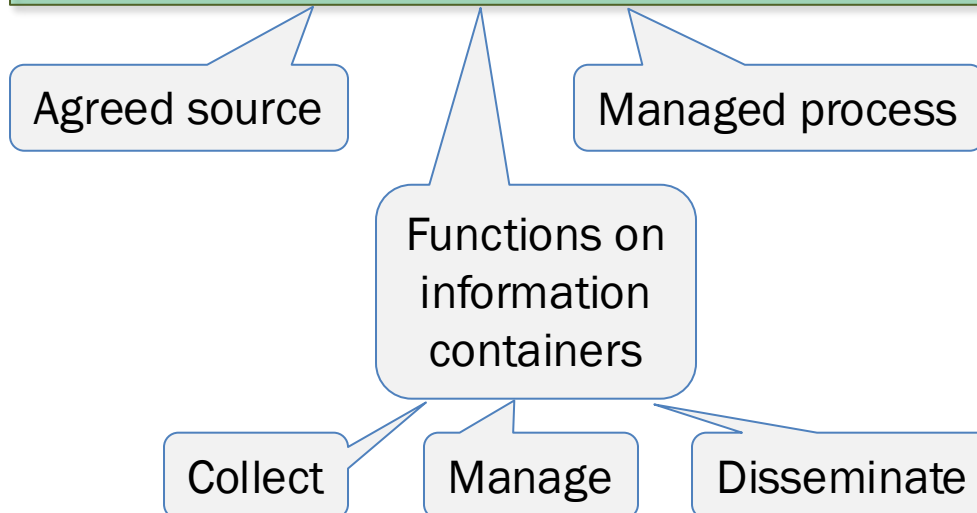 Agreed source
Managed process
Functions on
information
containers
Collect
Manage
Disseminate